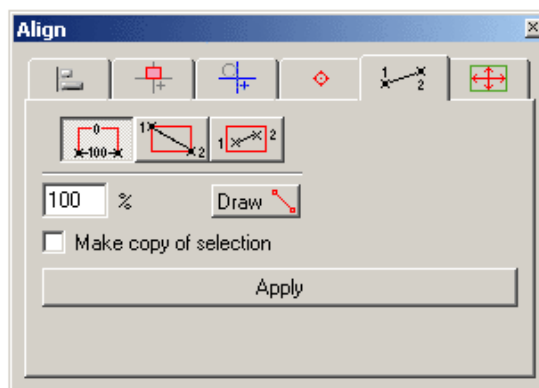 Align
1 2
0 1 1 2
100 2
100 % Draw
Make copy of selection
Apply